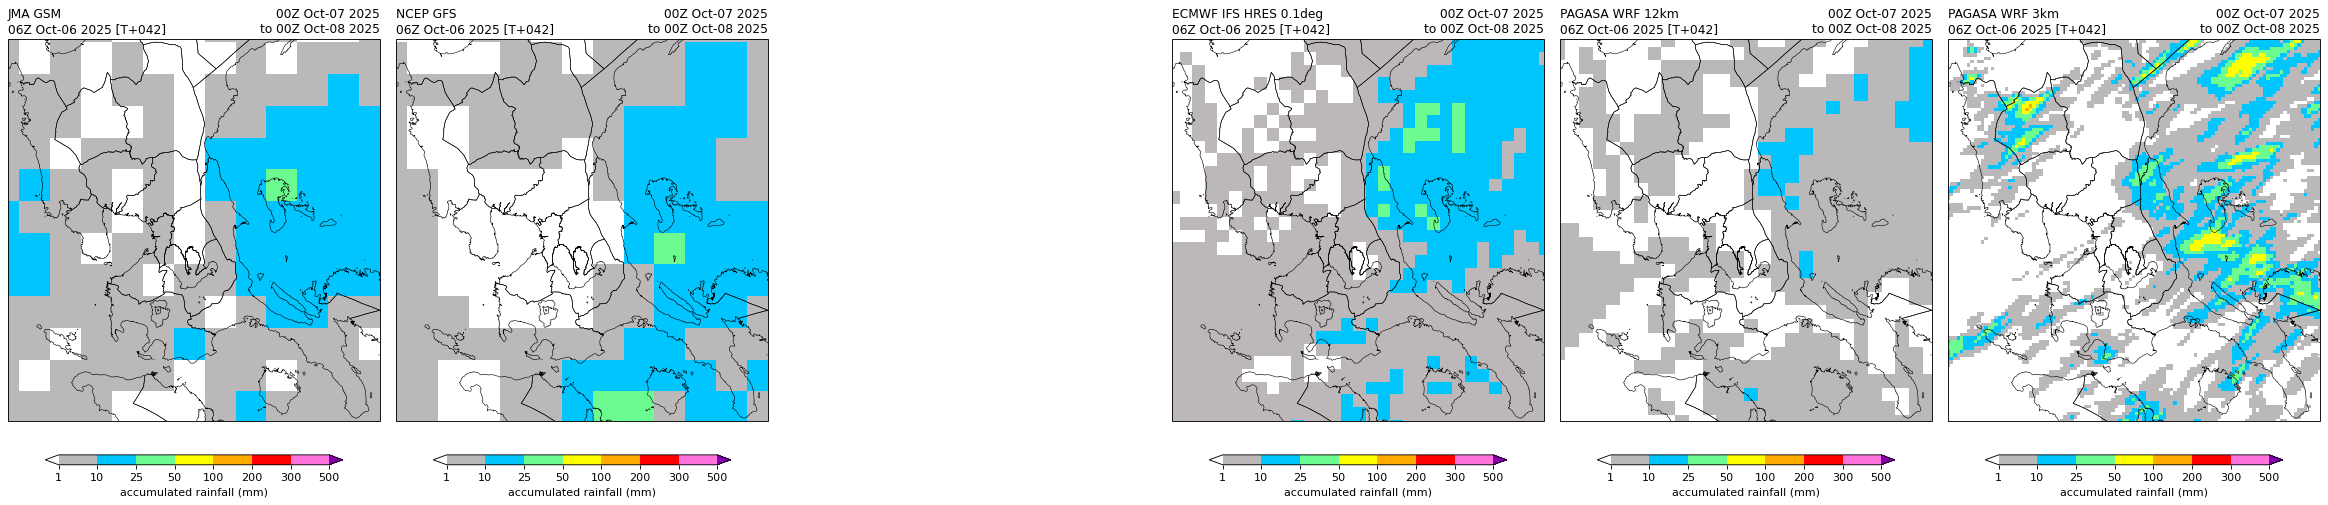 JMA GSM 00Z Oct-07 2025
06Z Oct-06 2025 [T+042] to 00Z Oct-08 2025
1 10 25 50 100 200 300 500
accumulated rainfall (mm)
NCEP GFS 00Z Oct-07 2025
06Z Oct-06 2025 [T+042] to 00Z Oct-08 2025
1 10 25 50 100 200 300 500
accumulated rainfall (mm)
ECMWF IFS HRES 0.1deg 00Z Oct-07 2025
06Z Oct-06 2025 [T+042] to 00Z Oct-08 2025
1 10 25 50 100 200 300 500
accumulated rainfall (mm)
PAGASA WRF 12km 00Z Oct-07 2025
06Z Oct-06 2025 [T+042] to 00Z Oct-08 2025
1 10 25 50 100 200 300 500
accumulated rainfall (mm)
PAGASA WRF 3km 00Z Oct-07 2025
06Z Oct-06 2025 [T+042] to 00Z Oct-08 2025
1 10 25 50 100 200 300 500
accumulated rainfall (mm)